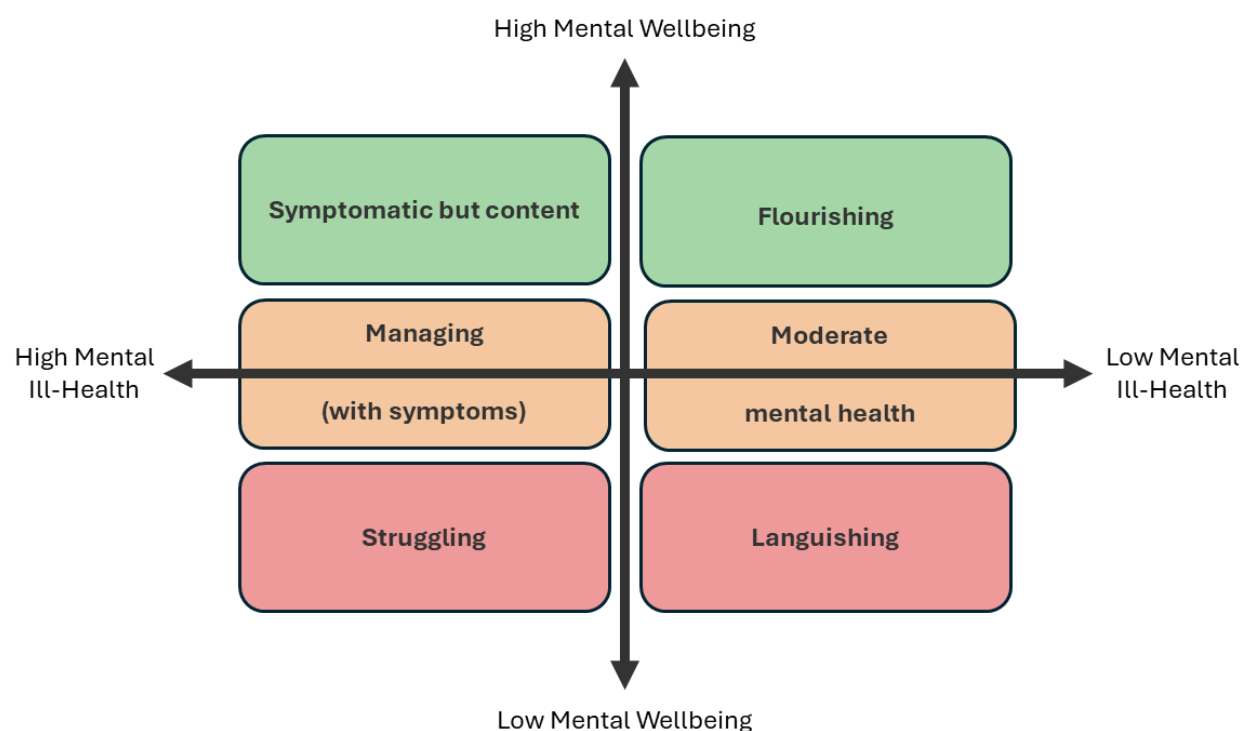 High Mental Wellbeing
Symptomatic but content
Flourishing
Managing
(with symptoms)
Moderate
mental health
High Mental
Ill-Health
Low Mental
Ill-Health
Struggling
Languishing
Low Mental Wellbeing